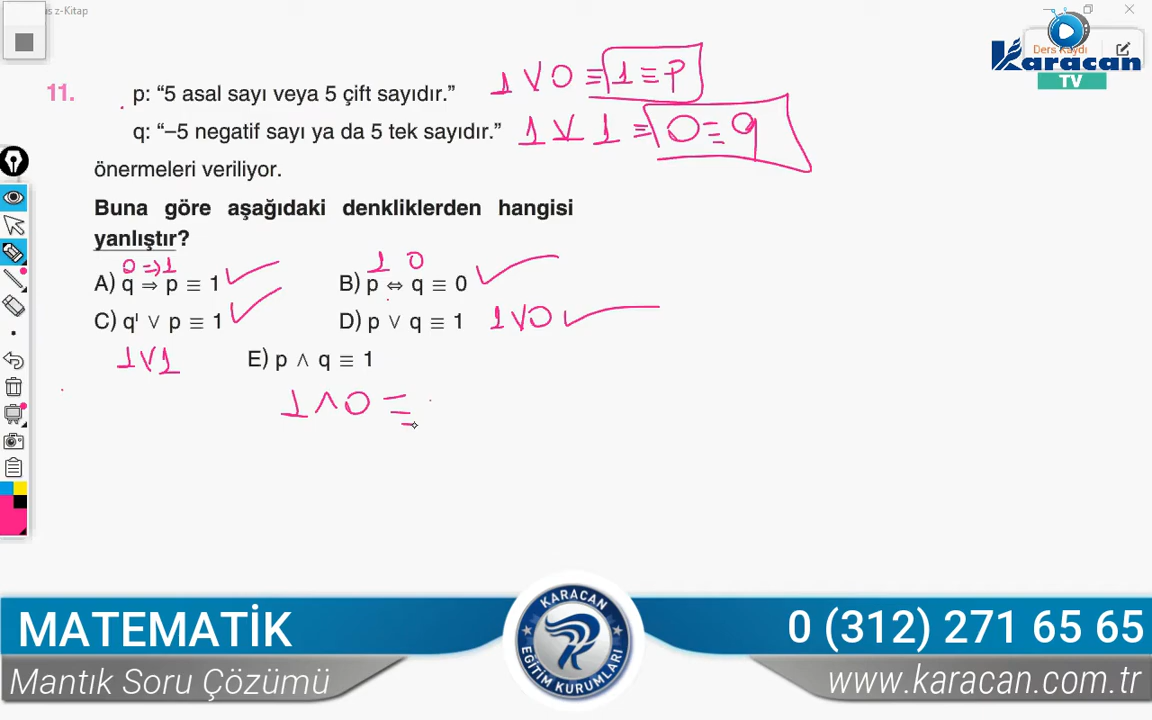 us z-Kitap
Ders Kaydı
Karacan
TV
11. p: “5 asal sayı veya 5 çift sayıdır.” 1 ∨ 0 ≡ 1 ≡ p
q: “–5 negatif sayı ya da 5 tek sayıdır.” 1 ⊻ 1 ≡ 0 ≡ q
önermeleri veriliyor.
Buna göre aşağıdaki denkliklerden hangisi
yanlıştır?
0 ⇒ 1 1 0
A) q ⇒ p ≡ 1 B) p ⇔ q ≡ 0
C) q' ∨ p ≡ 1 D) p ∨ q ≡ 1 1 ∨ 0
1 ∨ 1 E) p ∧ q ≡ 1
1 ∧ 0 ≡
MATEMATİK
Mantık Soru Çözümü
KARACAN
EĞİTİM KURUMLARI
0 (312) 271 65 65
www.karacan.com.tr